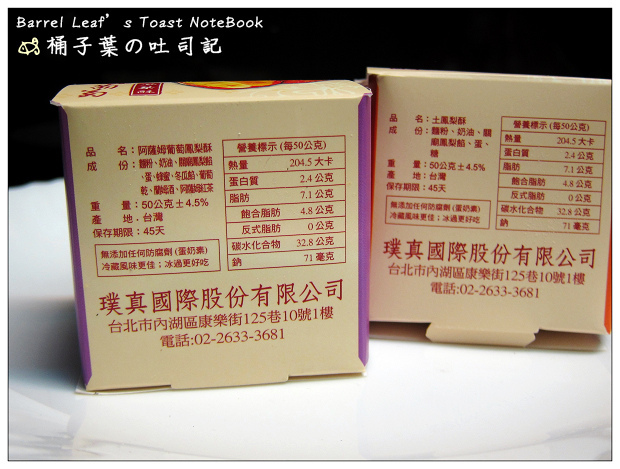 Barrel Leaf’s Toast NoteBook
桶子葉の吐司記
品 名：阿薩姆葡萄鳳梨酥
成 份：麵粉、奶油、關廟鳳梨餡
、蛋、蜂蜜、冬瓜餡、葡萄
乾、蘭姆酒、阿薩姆紅茶
重 量：50公克±4.5%
產 地：台灣
保存期限：45天
無添加任何防腐劑 (蛋奶素)
冷藏風味更佳；冰過更好吃
營養標示 (每50公克)
熱量 204.5 大卡
蛋白質 2.4 公克
脂肪 7.1 公克
飽合脂肪 4.8 公克
反式脂肪 0 公克
碳水化合物 32.8 公克
鈉 71 毫克
璞真國際股份有限公司
台北市內湖區康樂街125巷10號1樓
電話:02-2633-3681
品 名：土鳳梨酥
成 份：麵粉、奶油、關
廟鳳梨餡、蛋、
糖
重 量：50公克±4.5%
產 地：台灣
保存期限：45天
無添加任何防腐劑 (蛋奶素)
冷藏風味更佳；冰過更好吃
營養標示 (每50公克)
熱量 204.5 大卡
蛋白質 2.4 公克
脂肪 7.1 公克
飽合脂肪 4.8 公克
反式脂肪 0 公克
碳水化合物 32.8 公克
鈉 71 毫克
璞真國際股份有限公司
台北市內湖區康樂街125巷10號1樓
電話:02-2633-3681